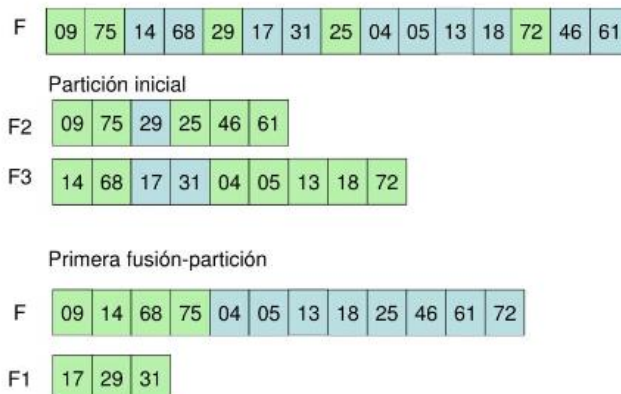 F 09 75 14 68 29 17 31 25 04 05 13 18 72 46 61
Partición inicial
F2 09 75 29 25 46 61
F3 14 68 17 31 04 05 13 18 72
Primera fusión-partición
F 09 14 68 75 04 05 13 18 25 46 61 72
F1 17 29 31